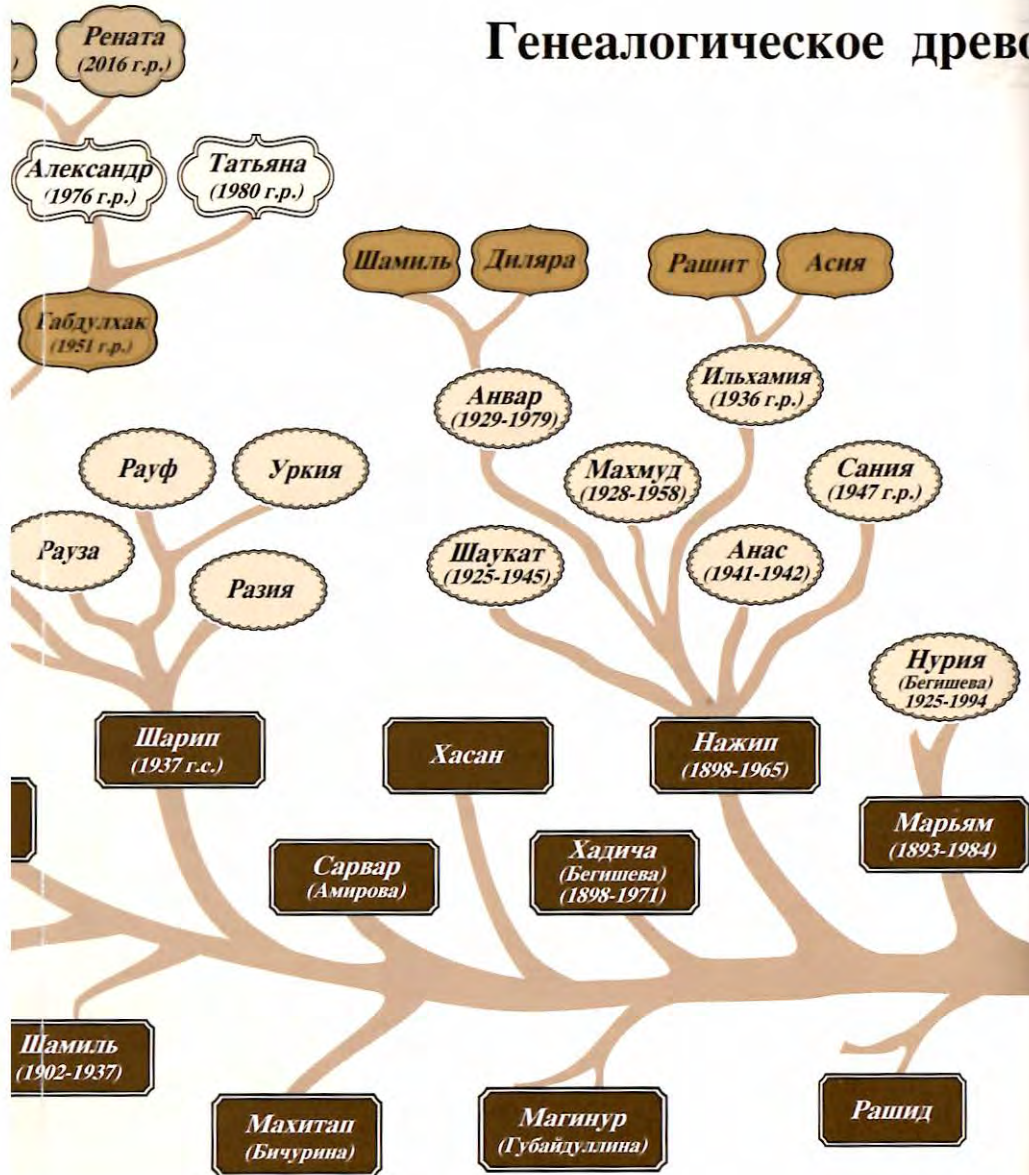 Генеалогическое древо
)
Рената
(2016 г.р.)
Александр
(1976 г.р.)
Татьяна
(1980 г.р.)
Габдулхак
(1951 г.р.)
Шамиль
Диляра
Рашит
Асия
Анвар
(1929-1979)
Ильхамия
(1936 г.р.)
Рауф
Уркия
Махмуд
(1928-1958)
Сания
(1947 г.р.)
Рауза
Разия
Шаукат
(1925-1945)
Анас
(1941-1942)
Нурия
(Бегишева)
1925-1994
Шарип
(1937 г.с.)
Хасан
Нажип
(1898-1965)
Марьям
(1893-1984)
Сарвар
(Амирова)
Хадича
(Бегишева)
(1898-1971)
Шамиль
(1902-1937)
Махитап
(Бичурина)
Магинур
(Губайдуллина)
Рашид